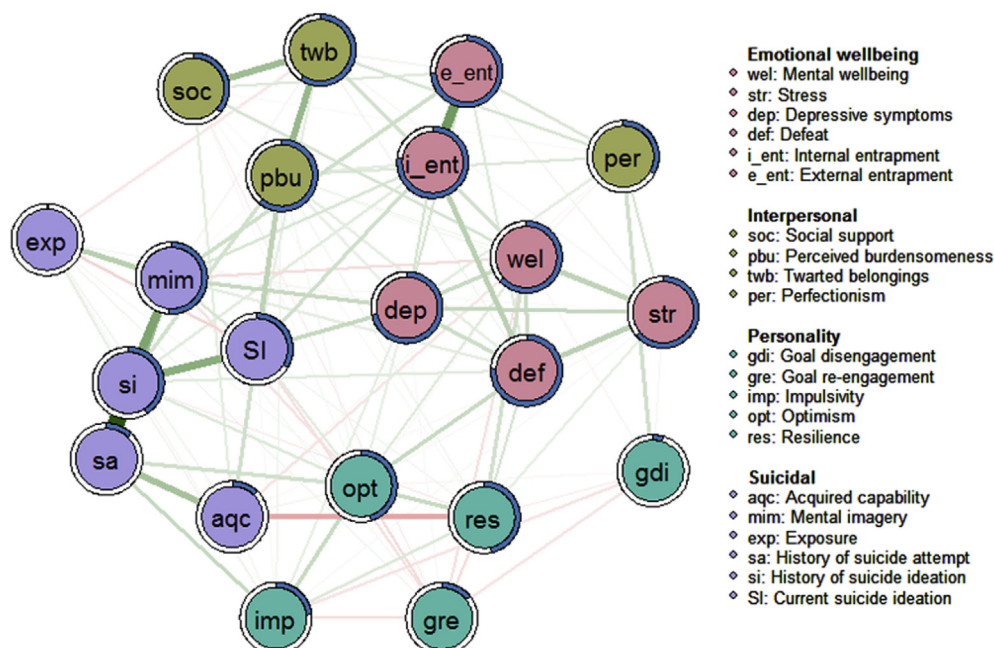 twb
e_ent
soc
i_ent
per
pbu
exp
wel
mim
dep
str
SI
def
si
sa
gdi
opt
aqc
res
imp
gre
Emotional wellbeing
wel: Mental wellbeing
str: Stress
dep: Depressive symptoms
def: Defeat
i_ent: Internal entrapment
e_ent: External entrapment
Interpersonal
soc: Social support
pbu: Perceived burdensomeness
twb: Twarted belongings
per: Perfectionism
Personality
gdi: Goal disengagement
gre: Goal re-engagement
imp: Impulsivity
opt: Optimism
res: Resilience
Suicidal
aqc: Acquired capability
mim: Mental imagery
exp: Exposure
sa: History of suicide attempt
si: History of suicide ideation
SI: Current suicide ideation